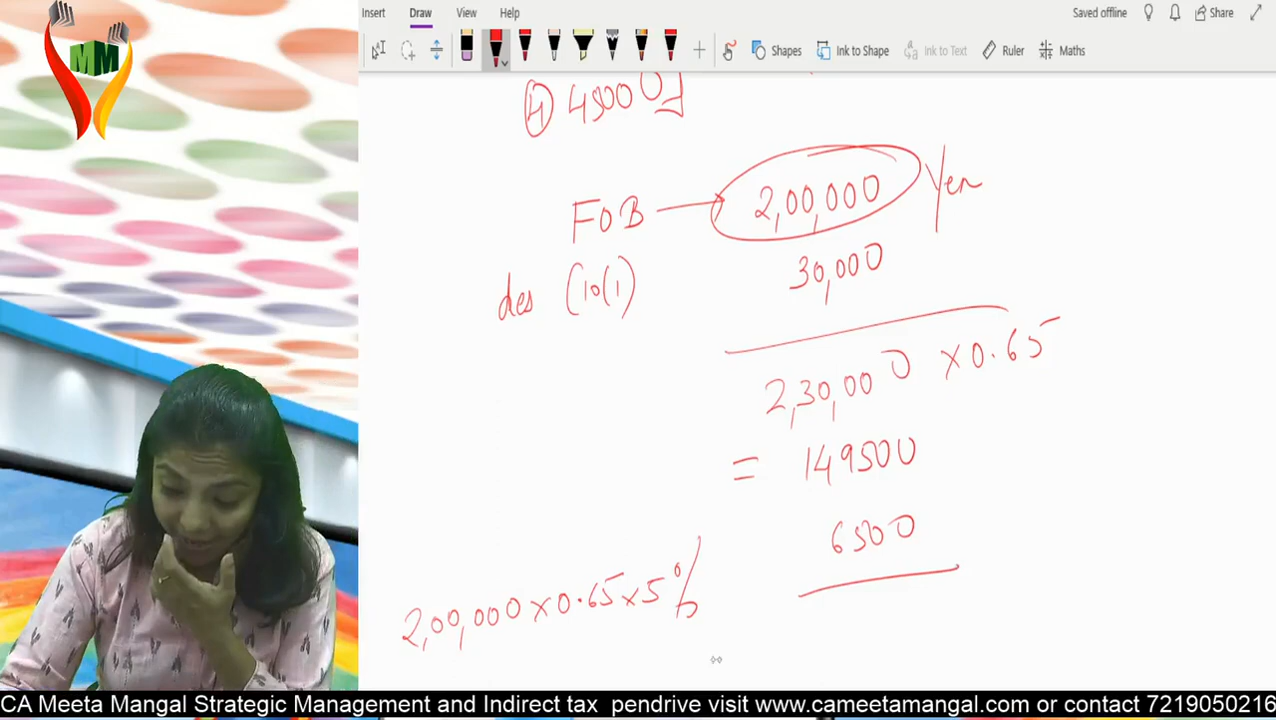 Insert Draw View Help Saved offline Share
Shapes Ink to Shape Ink to Text Ruler Maths
MM
4 4500 Of
FOB → 2,00,000 Yen
30,000
des (10(1)
2,30,000 × 0.65
= 149500
6500
2,00,000 × 0.65 × 5%
CA Meeta Mangal Strategic Management and Indirect tax pendrive visit www.cameetamangal.com or contact 7219050216